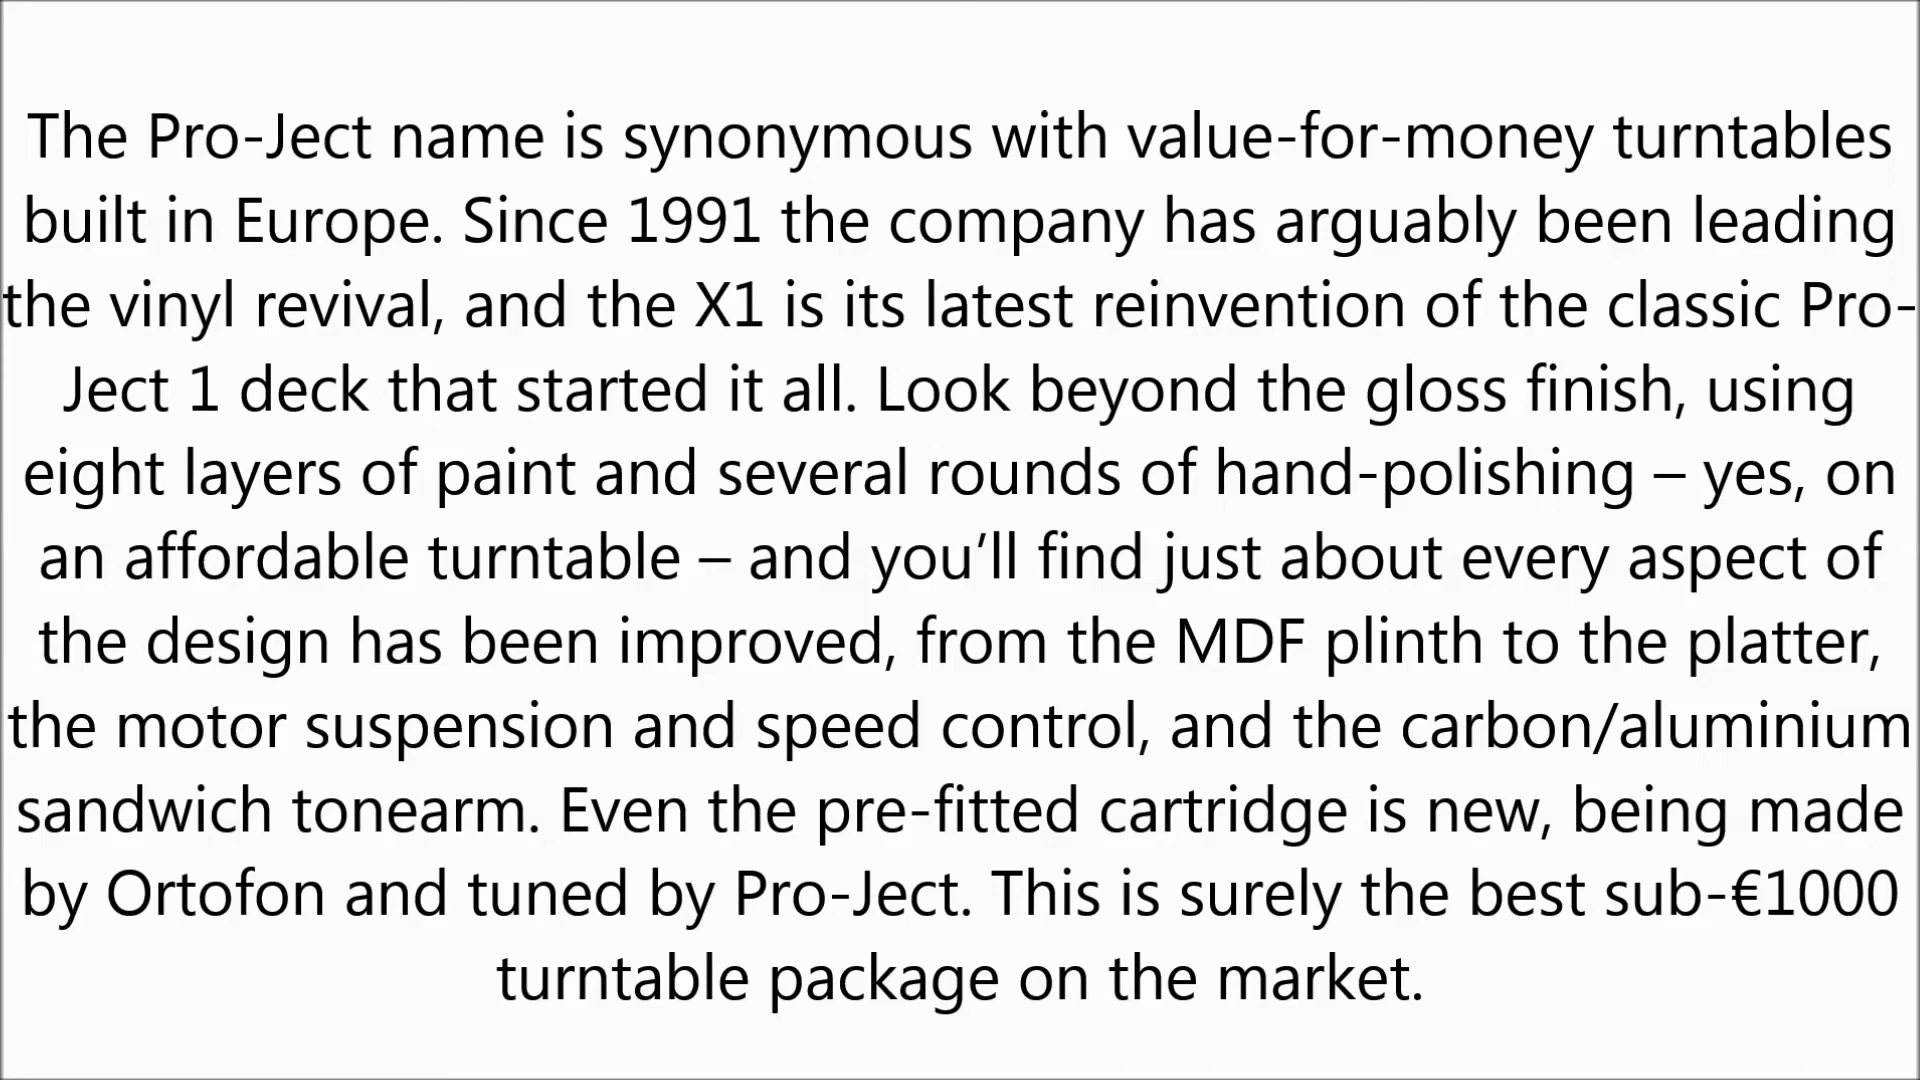 The Pro-Ject name is synonymous with value-for-money turntables
built in Europe. Since 1991 the company has arguably been leading
the vinyl revival, and the X1 is its latest reinvention of the classic Pro-
Ject 1 deck that started it all. Look beyond the gloss finish, using
eight layers of paint and several rounds of hand-polishing – yes, on
an affordable turntable – and you’ll find just about every aspect of
the design has been improved, from the MDF plinth to the platter,
the motor suspension and speed control, and the carbon/aluminium
sandwich tonearm. Even the pre-fitted cartridge is new, being made
by Ortofon and tuned by Pro-Ject. This is surely the best sub-€1000
turntable package on the market.